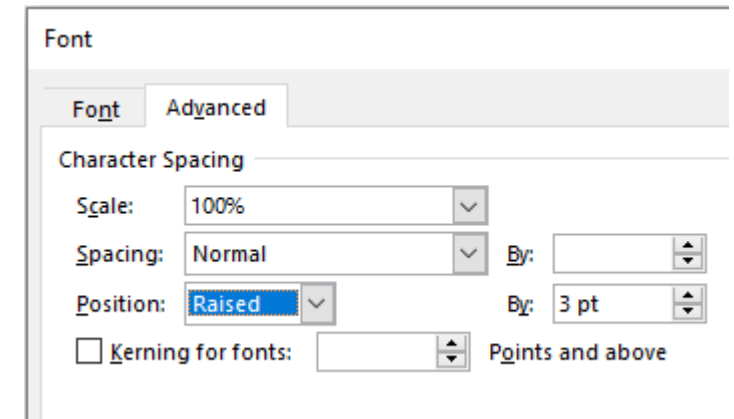 Font
Font Advanced
Character Spacing
Scale: 100%
Spacing: Normal By:
Position: Raised By: 3 pt
Kerning for fonts: Points and above